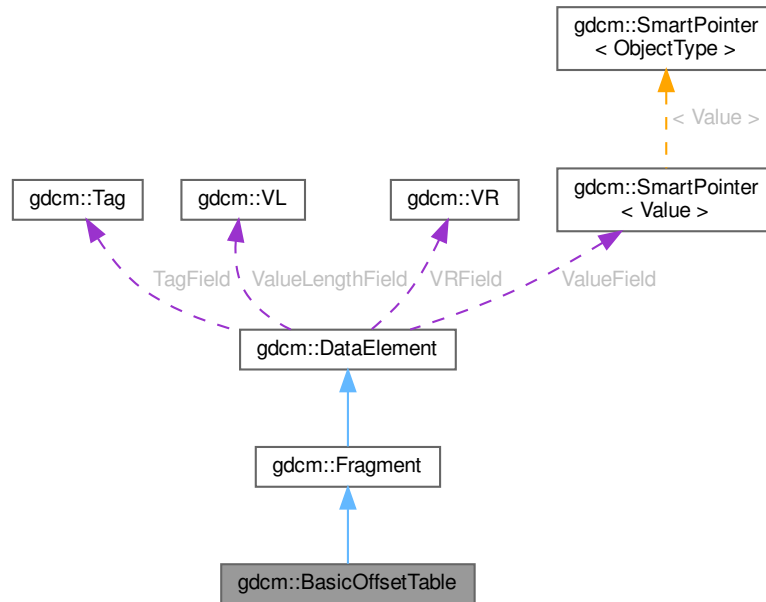 gdcm::SmartPointer
< ObjectType >
< Value >
gdcm::Tag
gdcm::VL
gdcm::VR
gdcm::SmartPointer
< Value >
TagField
ValueLengthField
VRField
ValueField
gdcm::DataElement
gdcm::Fragment
gdcm::BasicOffsetTable